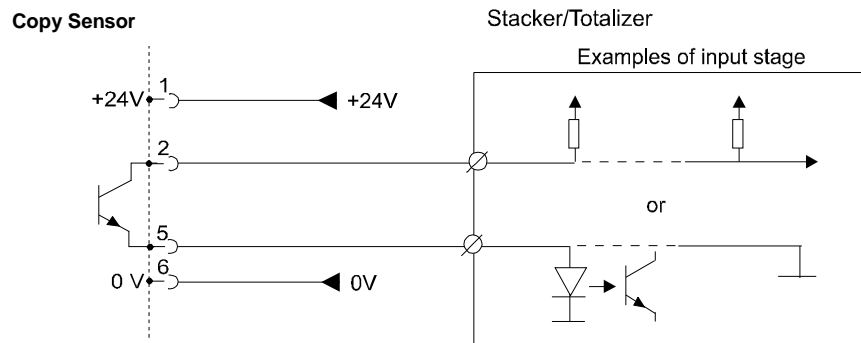 Copy Sensor
Stacker/Totalizer
Examples of input stage
+24V 1 +24V
2
or
5
0 V 6 0V